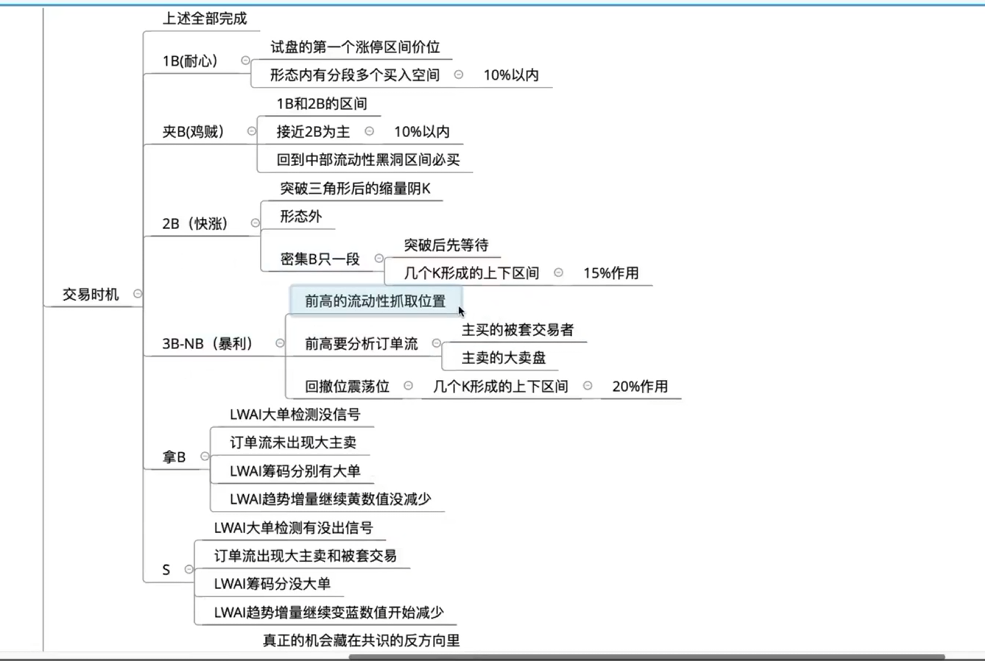 上述全部完成
1B(耐心）
试盘的第一个涨停区间价位
形态内有分段多个买入空间
10%以内
夹B(鸡贼）
1B和2B的区间
接近2B为主
10%以内
回到中部流动性黑洞区间必买
2B（快涨）
突破三角形后的缩量阴K
形态外
密集B只一段
突破后先等待
几个K形成的上下区间
15%作用
交易时机
3B-NB（暴利）
前高的流动性抓取位置
前高要分析订单流
主买的被套交易者
主卖的大卖盘
回撤位震荡位
几个K形成的上下区间
20%作用
拿B
LWAI大单检测没信号
订单流未出现大主卖
LWAI筹码分别有大单
LWAI趋势增量继续黄数值没减少
S
LWAI大单检测有没出信号
订单流出现大主卖和被套交易
LWAI筹码分没大单
LWAI趋势增量继续变蓝数值开始减少
真正的机会藏在共识的反方向里